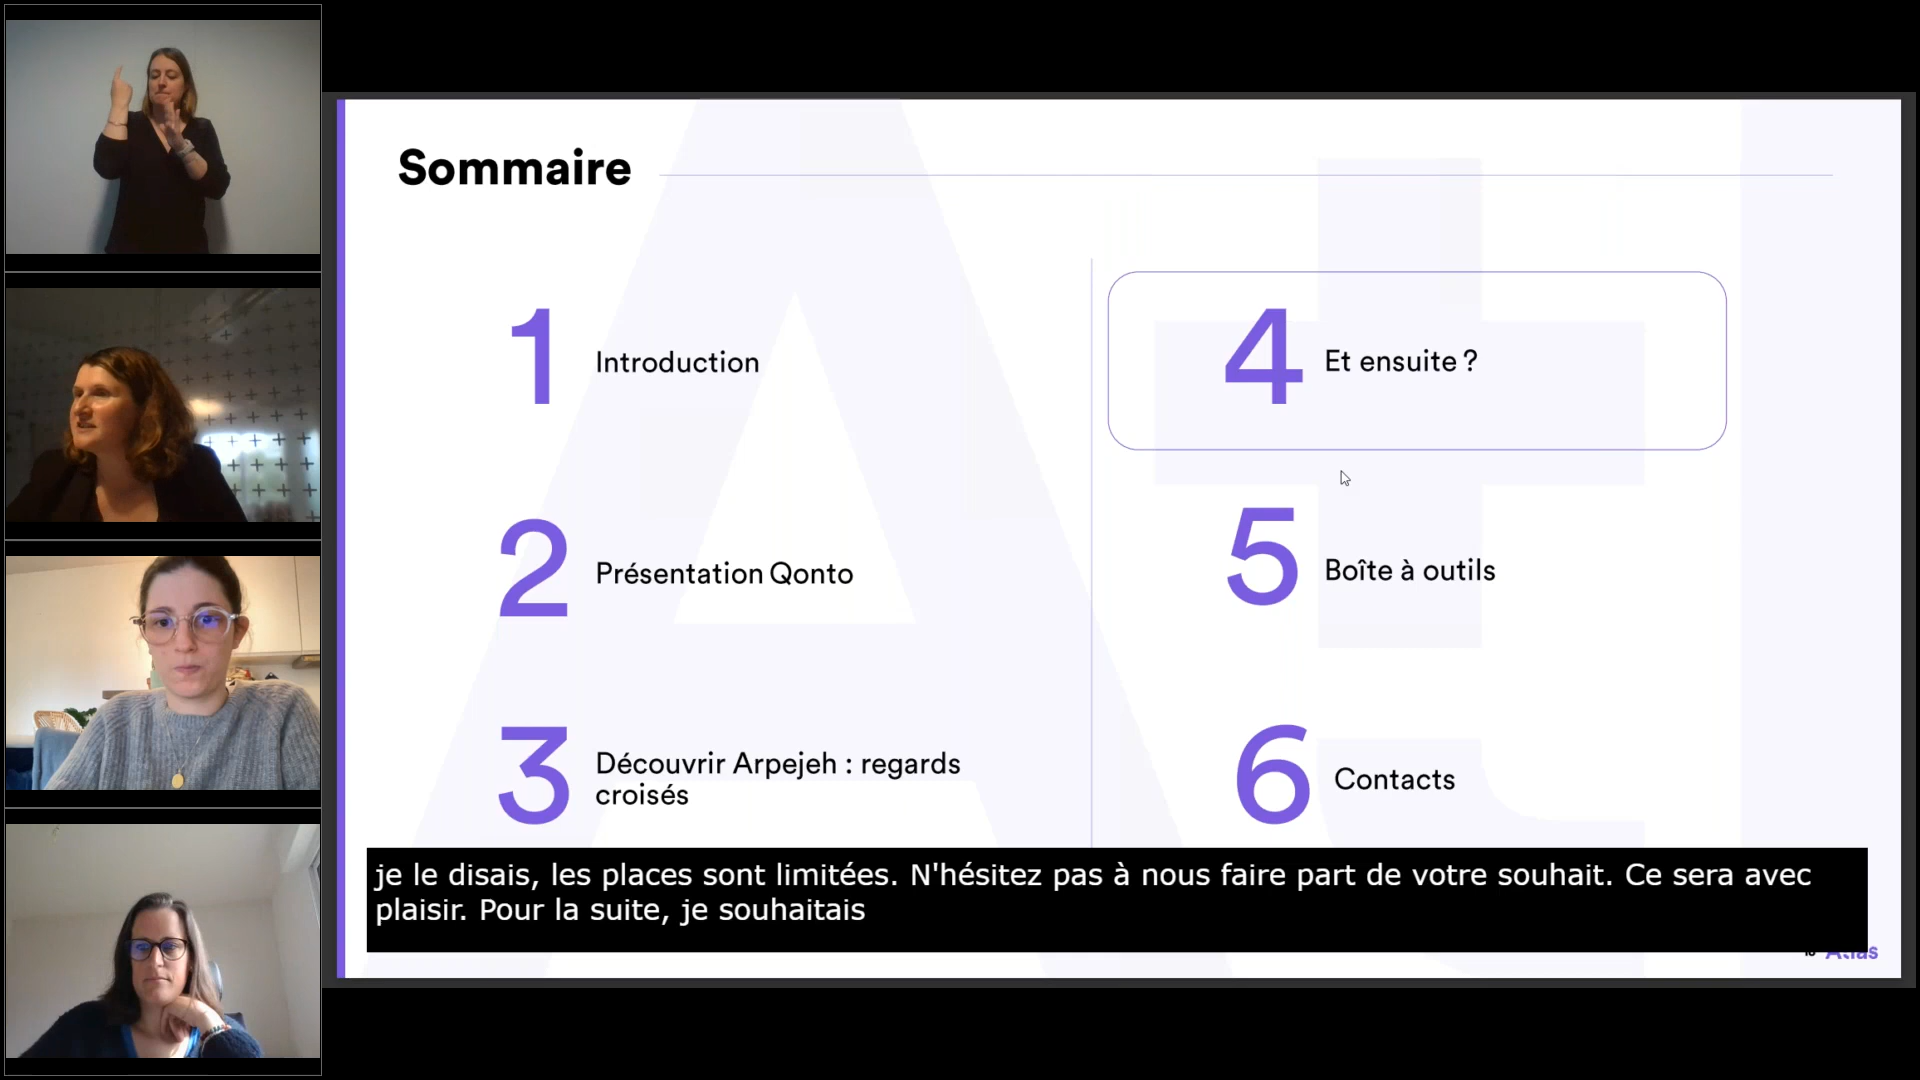 Sommaire
1 Introduction
2 Présentation Qonto
3 Découvrir Arpejeh : regards
croisés
4 Et ensuite ?
5 Boîte à outils
6 Contacts
je le disais, les places sont limitées. N'hésitez pas à nous faire part de votre souhait. Ce sera avec
plaisir. Pour la suite, je souhaitais
Atlas